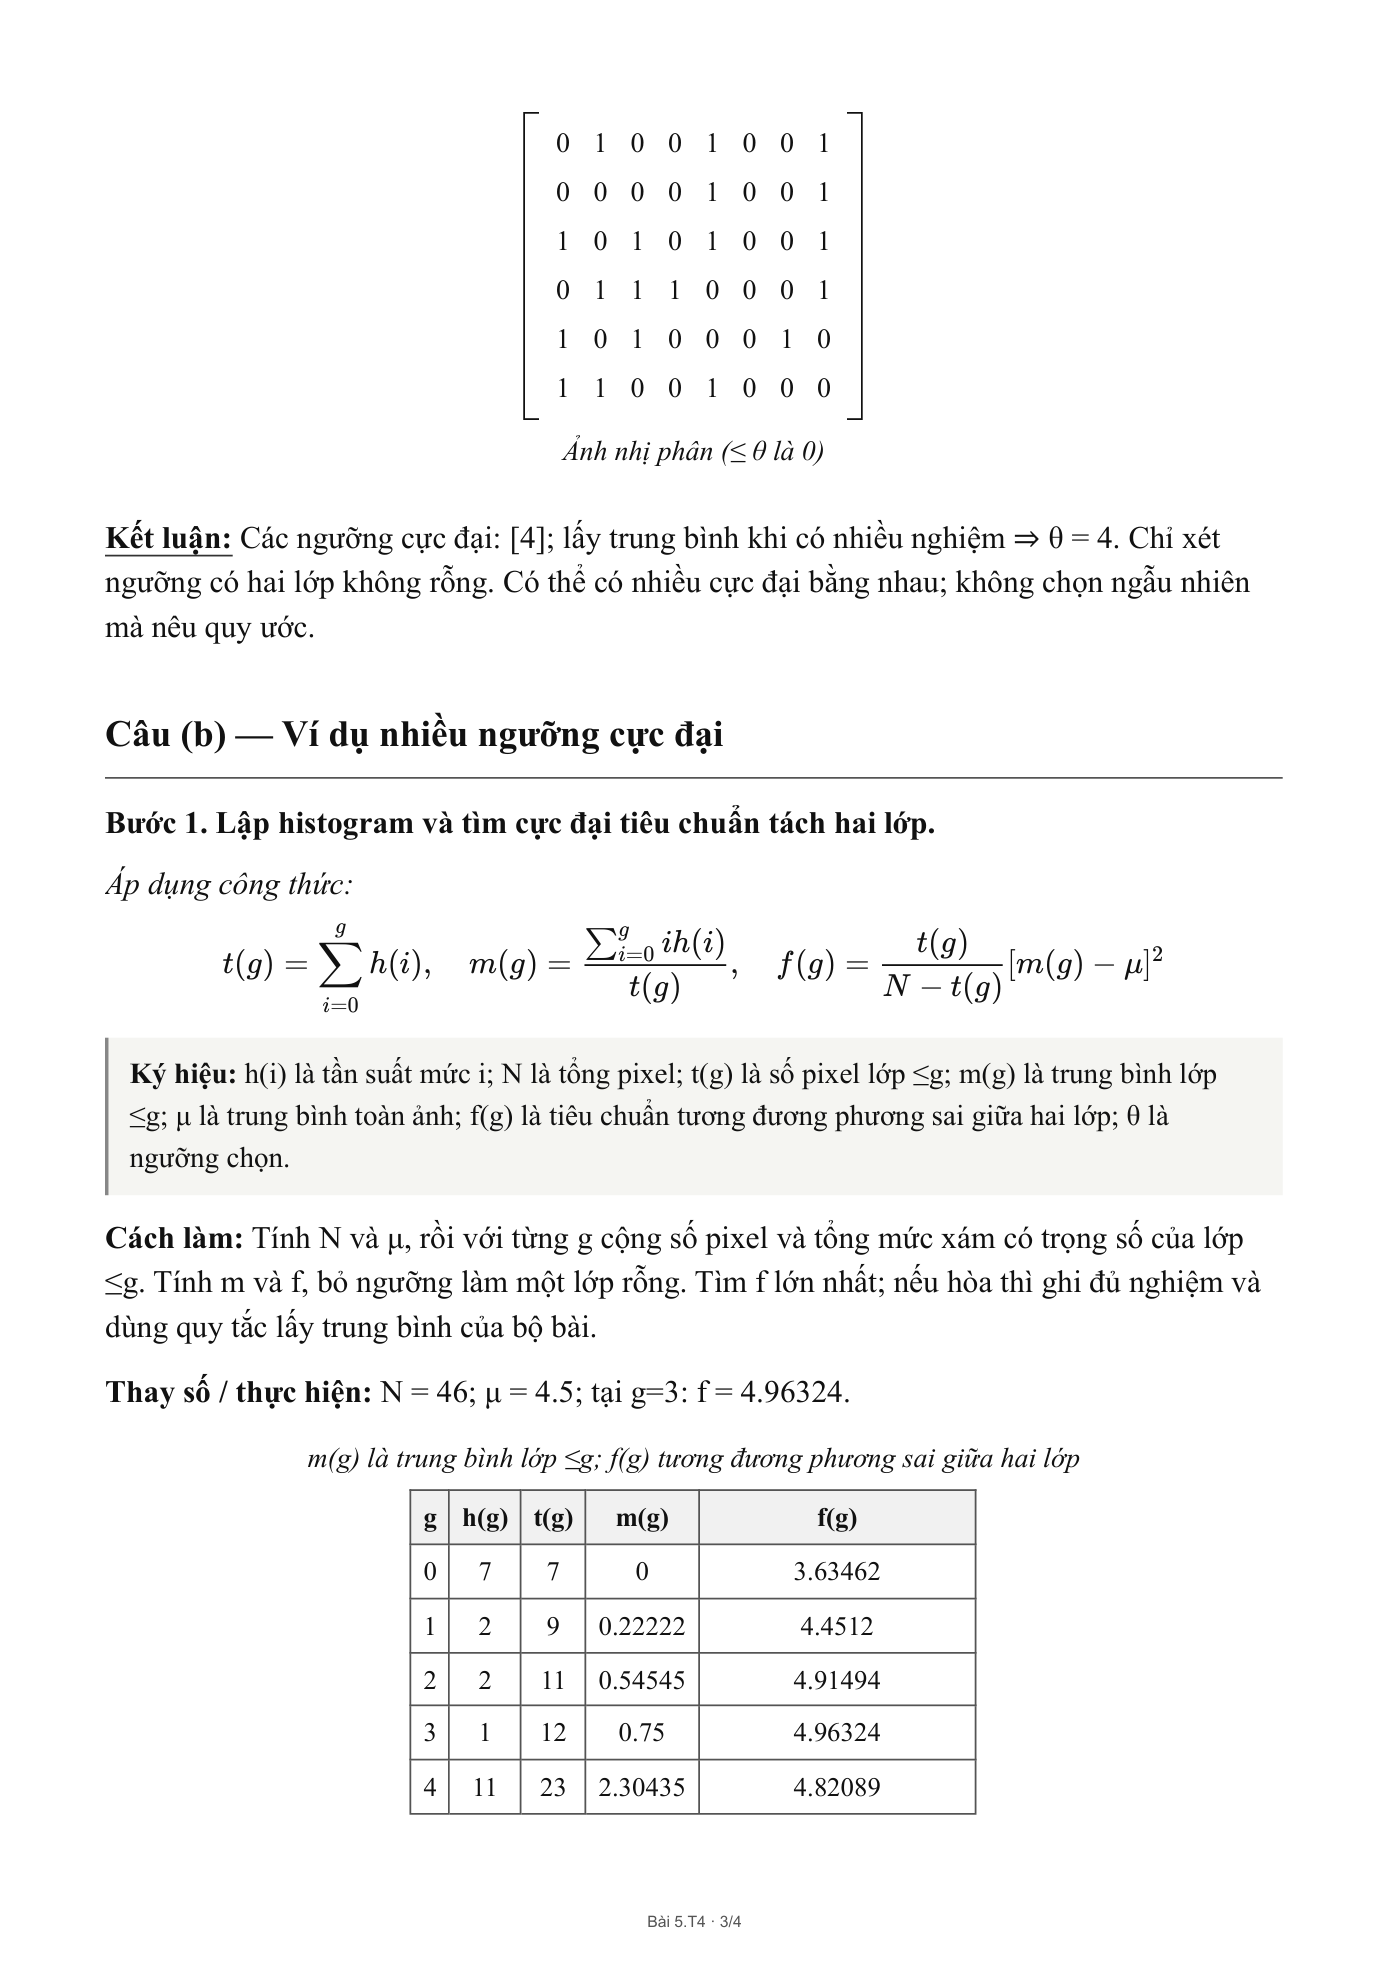 0 1 0 0 1 0 0 1
0 0 0 0 1 0 0 1
1 0 1 0 1 0 0 1
0 1 1 1 0 0 0 1
1 0 1 0 0 0 1 0
1 1 0 0 1 0 0 0
Ảnh nhị phân (≤ θ là 0)
Kết luận: Các ngưỡng cực đại: [4]; lấy trung bình khi có nhiều nghiệm ⇒ θ = 4. Chỉ xét
ngưỡng có hai lớp không rỗng. Có thể có nhiều cực đại bằng nhau; không chọn ngẫu nhiên
mà nêu quy ước.
Câu (b) — Ví dụ nhiều ngưỡng cực đại
Bước 1. Lập histogram và tìm cực đại tiêu chuẩn tách hai lớp.
Áp dụng công thức:
t(g) = ∑_{i=0}^{g} h(i), m(g) = \frac{∑_{i=0}^{g} ih(i)}{t(g)}, f(g) = \frac{t(g)}{N − t(g)}[m(g) − μ]²
Ký hiệu: h(i) là tần suất mức i; N là tổng pixel; t(g) là số pixel lớp ≤g; m(g) là trung bình lớp
≤g; μ là trung bình toàn ảnh; f(g) là tiêu chuẩn tương đương phương sai giữa hai lớp; θ là
ngưỡng chọn.
Cách làm: Tính N và μ, rồi với từng g cộng số pixel và tổng mức xám có trọng số của lớp
≤g. Tính m và f, bỏ ngưỡng làm một lớp rỗng. Tìm f lớn nhất; nếu hòa thì ghi đủ nghiệm và
dùng quy tắc lấy trung bình của bộ bài.
Thay số / thực hiện: N = 46; μ = 4.5; tại g=3: f = 4.96324.
m(g) là trung bình lớp ≤g; f(g) tương đương phương sai giữa hai lớp
g h(g) t(g) m(g) f(g)
0 7 7 0 3.63462
1 2 9 0.22222 4.4512
2 2 11 0.54545 4.91494
3 1 12 0.75 4.96324
4 11 23 2.30435 4.82089
Bài 5.T4 · 3/4